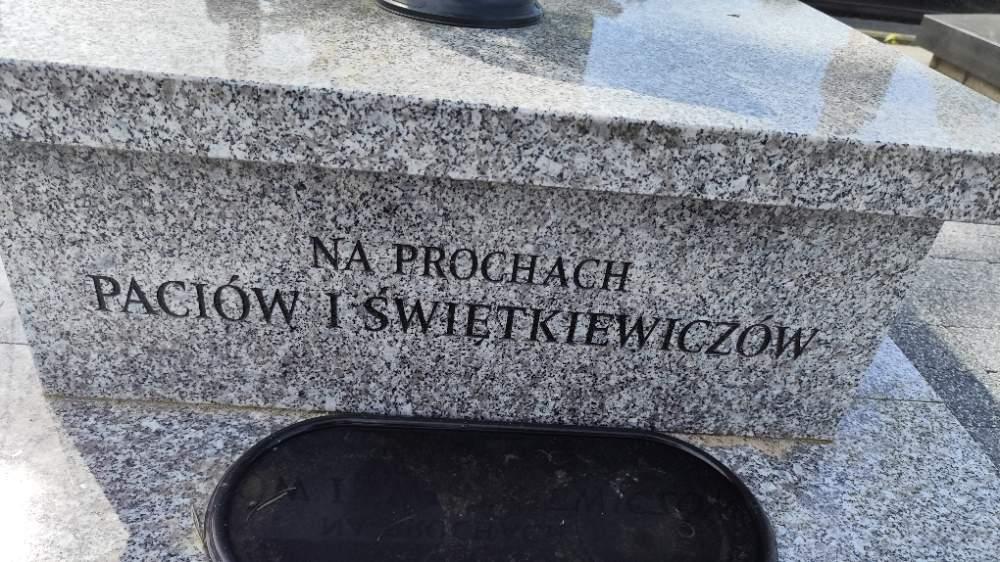 NA PROCHACH
PACIÓW I ŚWIĘTKIEWICZÓW